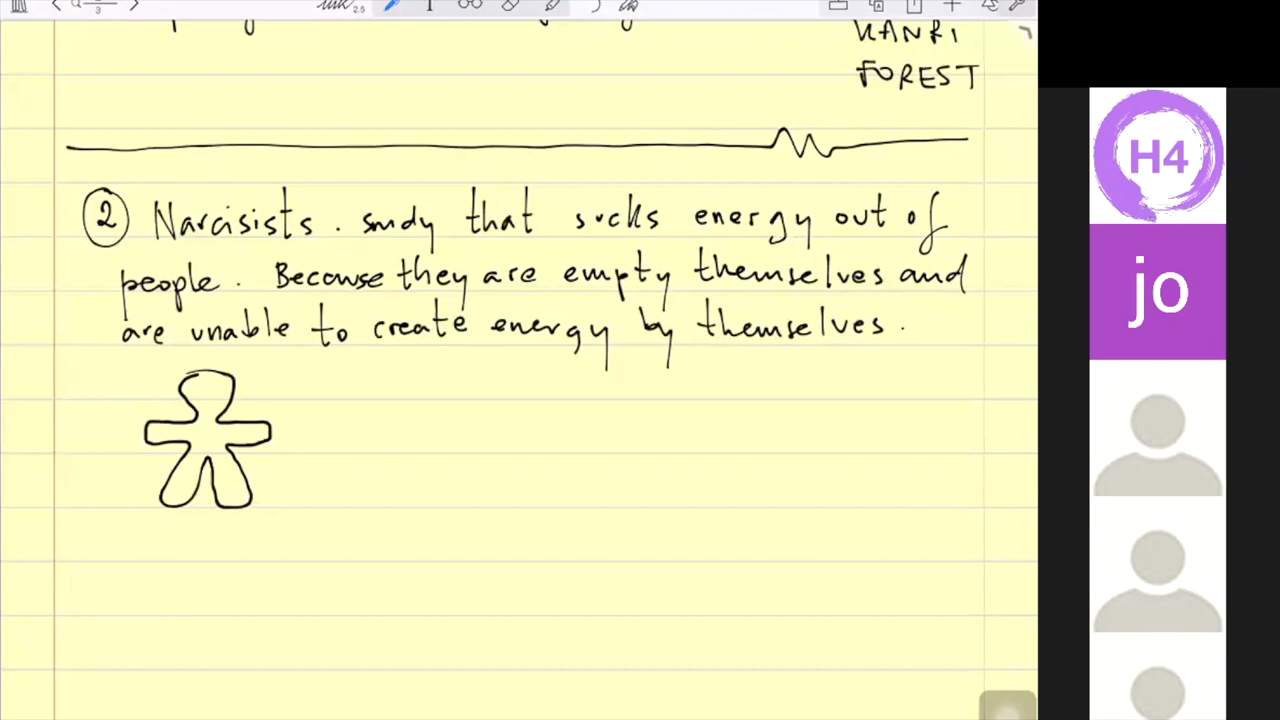 KANRI
FOREST
② Narcisists. smdy that sucks energy out of
people. Because they are empty themselves and
are unable to create energy by themselves.
H4
jo